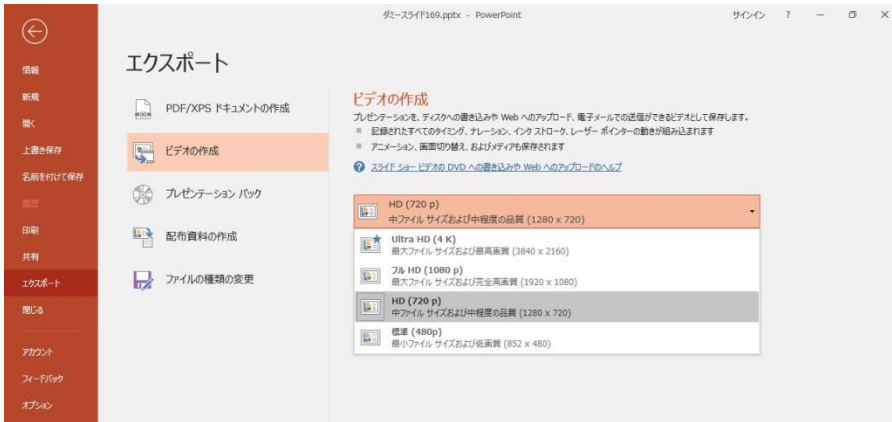 ダミースライド169.pptx - PowerPoint
サインイン
?
情報
新規
開く
上書き保存
名前を付けて保存
履歴
印刷
共有
エクスポート
閉じる
アカウント
フィードバック
オプション
エクスポート
PDF/XPS ドキュメントの作成
ビデオの作成
プレゼンテーション パック
配布資料の作成
ファイルの種類の変更
ビデオの作成
プレゼンテーションを、ディスクへの書き込みや Web へのアップロード、電子メールでの送信ができるビデオとして保存します。
記録されたすべてのタイミング、ナレーション、インク ストローク、レーザー ポインターの動きが組み込まれます
アニメーション、画面切り替え、およびメディアも保存されます
スライド ショー ビデオの DVD への書き込みや Web へのアップロードのヘルプ
HD (720 p)
中ファイル サイズおよび中程度の品質 (1280 x 720)
Ultra HD (4 K)
最大ファイル サイズおよび最高画質 (3840 x 2160)
フル HD (1080 p)
最大ファイル サイズおよび完全高画質 (1920 x 1080)
HD (720 p)
中ファイル サイズおよび中程度の品質 (1280 x 720)
標準 (480p)
最小ファイル サイズおよび低画質 (852 x 480)